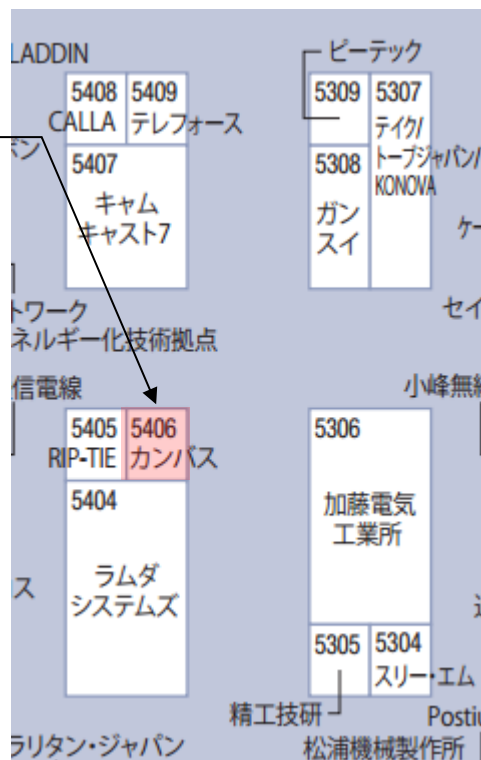 LADDIN
ピーテック
5408
5409
CALLA
テレフォース
5309
5307
テイク/
トーブジャパン/
KONOVA
ボン
5407
キャム
キャスト7
5308
ガン
スイ
ケー
トワーク
ネルギー化技術拠点
セイ
信電線
小峰無線
5405
5406
RIP-TIE
カンバス
5306
加藤電気
工業所
5404
ラムダ
システムズ
ス
5305
5304
スリー・エム
精工技研
Postiu
ラリタン・ジャパン
松浦機械製作所